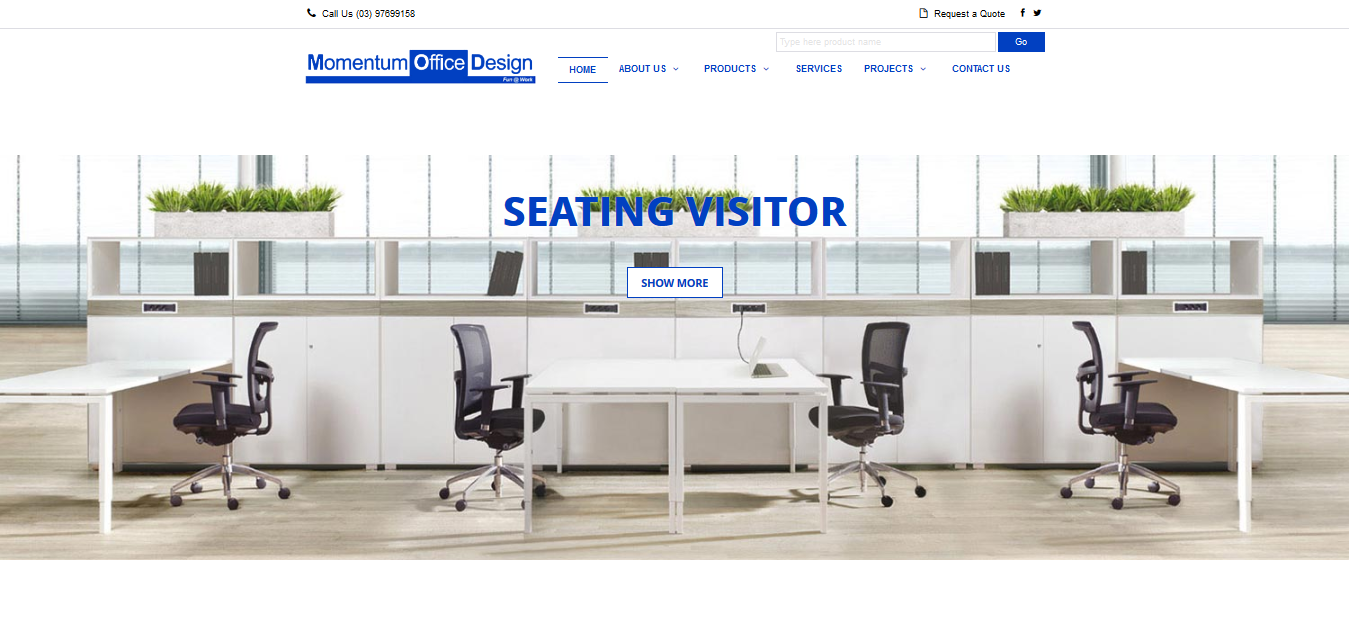 Call Us (03) 97699158
Request a Quote
Type here product name
Go
Momentum Office Design
Fun @ Work
HOME
ABOUT US
PRODUCTS
SERVICES
PROJECTS
CONTACT US
SEATING VISITOR
SHOW MORE